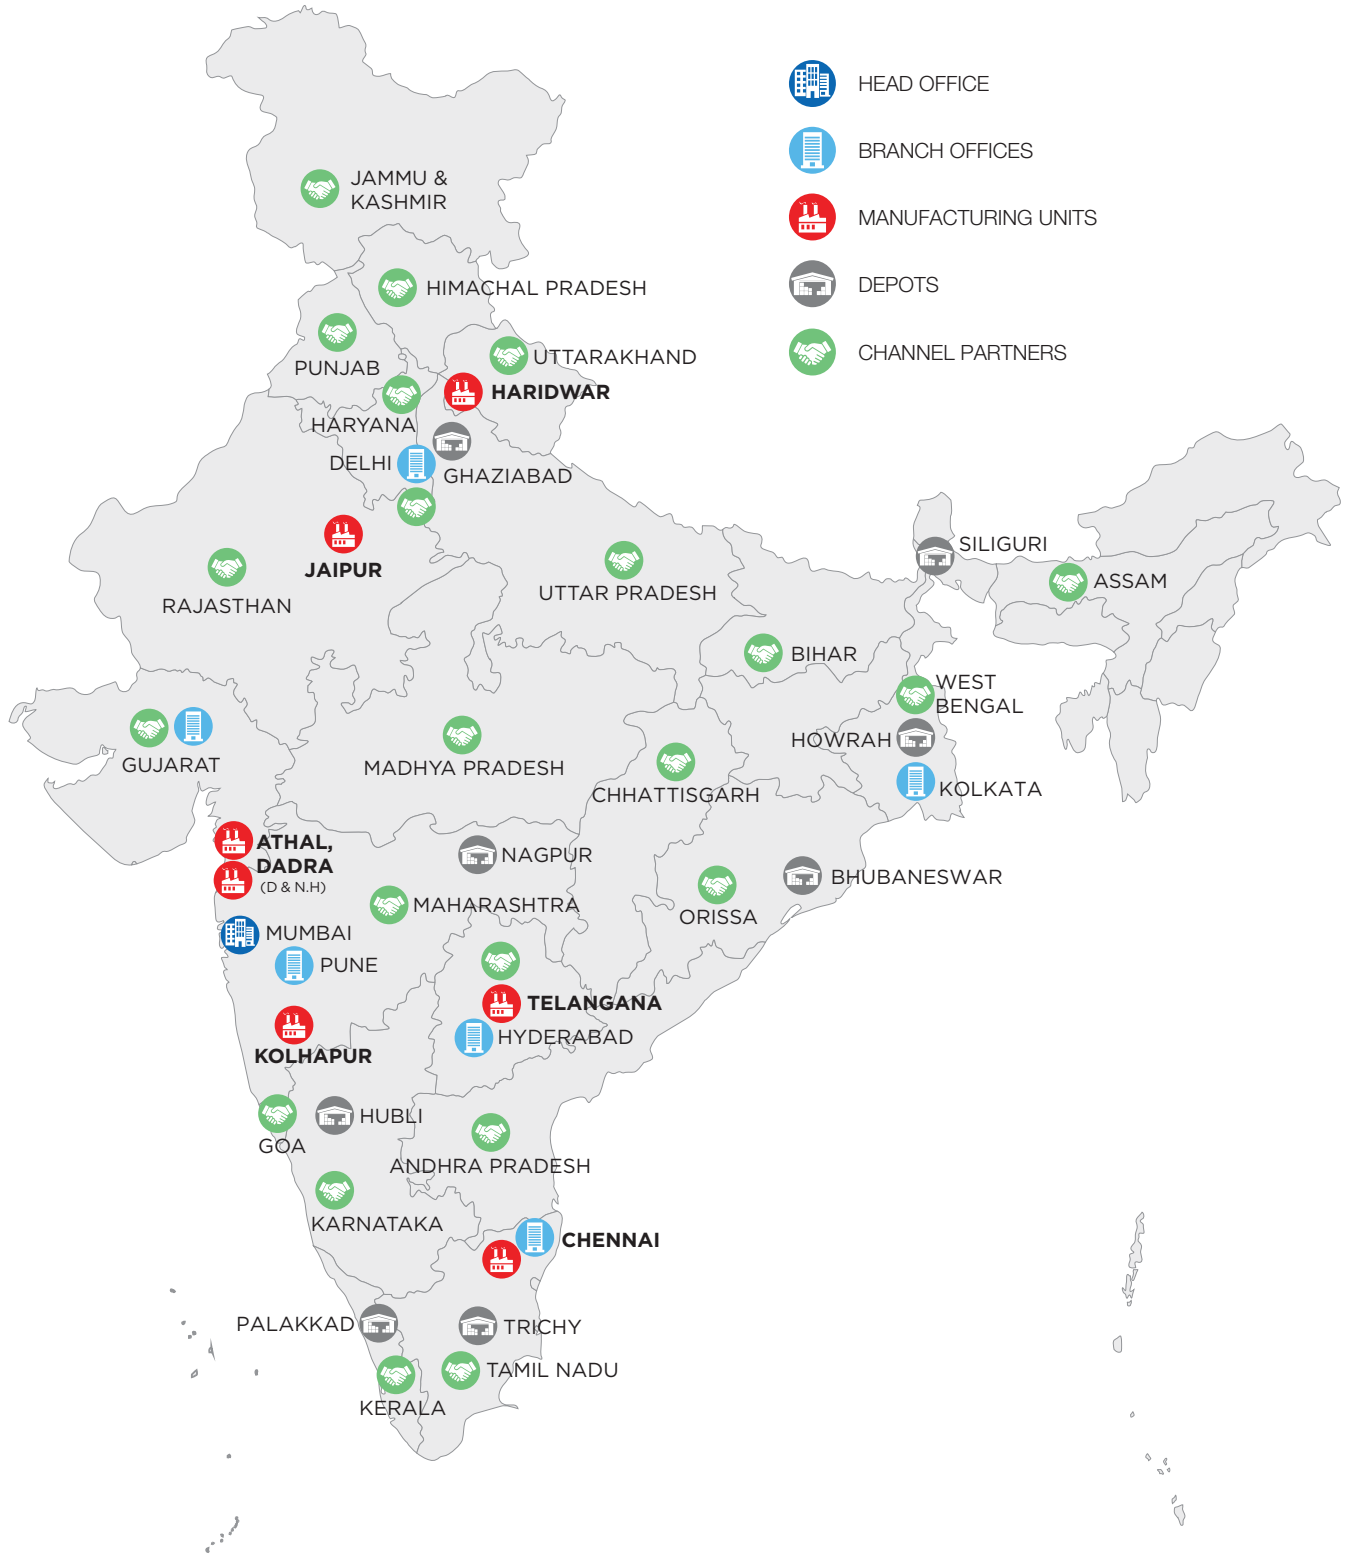 HEAD OFFICE
BRANCH OFFICES
MANUFACTURING UNITS
DEPOTS
CHANNEL PARTNERS
JAMMU &
KASHMIR
HIMACHAL PRADESH
PUNJAB
UTTARAKHAND
HARIDWAR
HARYANA
DELHI
GHAZIABAD
JAIPUR
RAJASTHAN
UTTAR PRADESH
SILIGURI
ASSAM
BIHAR
WEST
BENGAL
HOWRAH
KOLKATA
GUJARAT
MADHYA PRADESH
CHHATTISGARH
ATHAL,
DADRA
(D & N.H)
NAGPUR
MAHARASHTRA
ORISSA
BHUBANESWAR
MUMBAI
PUNE
TELANGANA
HYDERABAD
KOLHAPUR
GOA
HUBLI
ANDHRA PRADESH
KARNATAKA
CHENNAI
PALAKKAD
TRICHY
TAMIL NADU
KERALA